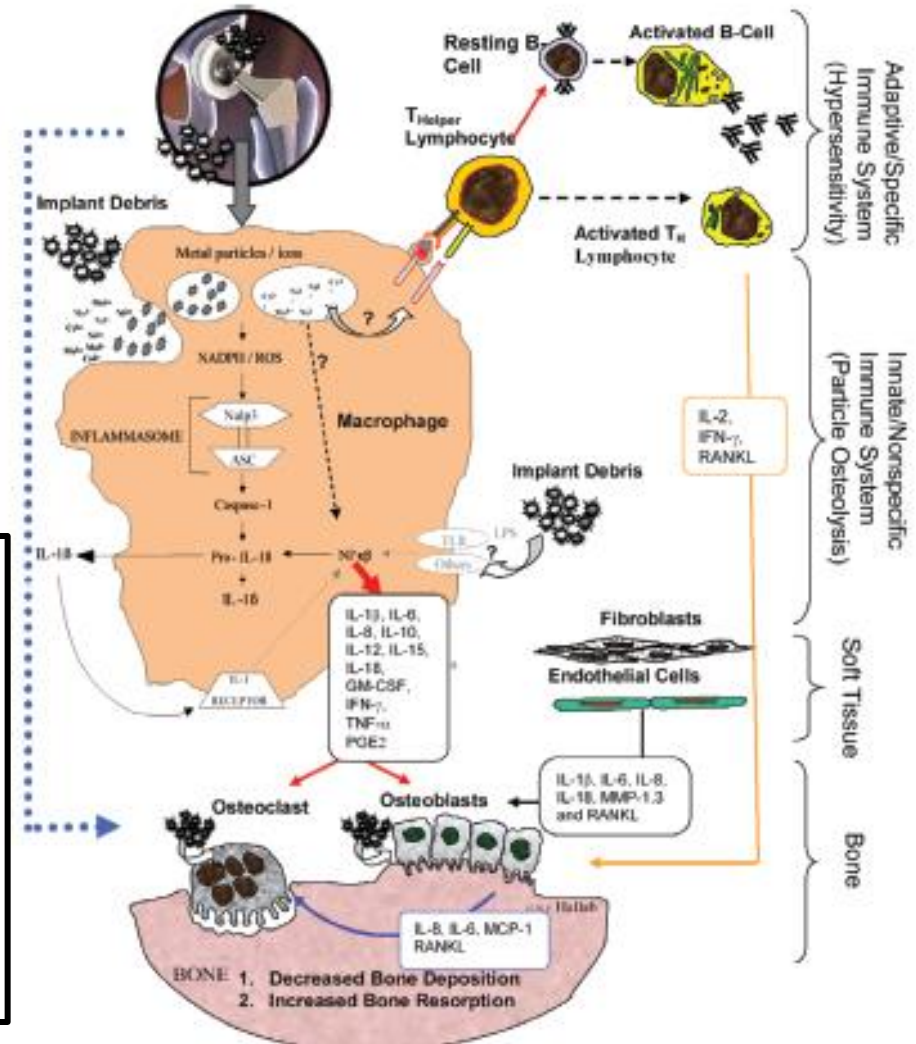 Resting B-
Cell
Activated B-Cell
T Helper
Lymphocyte
Activated T
Lymphocyte
Adaptive/Specific
Immune System
(Hypersensitivity)
Implant Debris
Metal particles / ions
?
?
NADPH / ROS
Nalp3
INFLAMMASOME
ASC
Macrophage
Caspase-1
Pro-IL-1β
IL-1β
Implant Debris
TLR
LPS
?
Others
IL-1
RECEPTOR
IL-1β, IL-6,
IL-8, IL-10,
IL-12, IL-15,
IL-18,
GM-CSF,
IFN-γ,
TNFα
PGE2
IL-2,
IFN-γ,
RANKL
Innate/Nonspecific
Immune System
(Particle Osteolysis)
Fibroblasts
Endothelial Cells
Soft Tissue
IL-1β, IL-6, IL-8,
IL-18, MMP-1,3
and RANKL
Osteoclast
Osteoblasts
Hallab
IL-8, IL-6, MCP-1
RANKL
Bone
BONE
1. Decreased Bone Deposition
2. Increased Bone Resorption